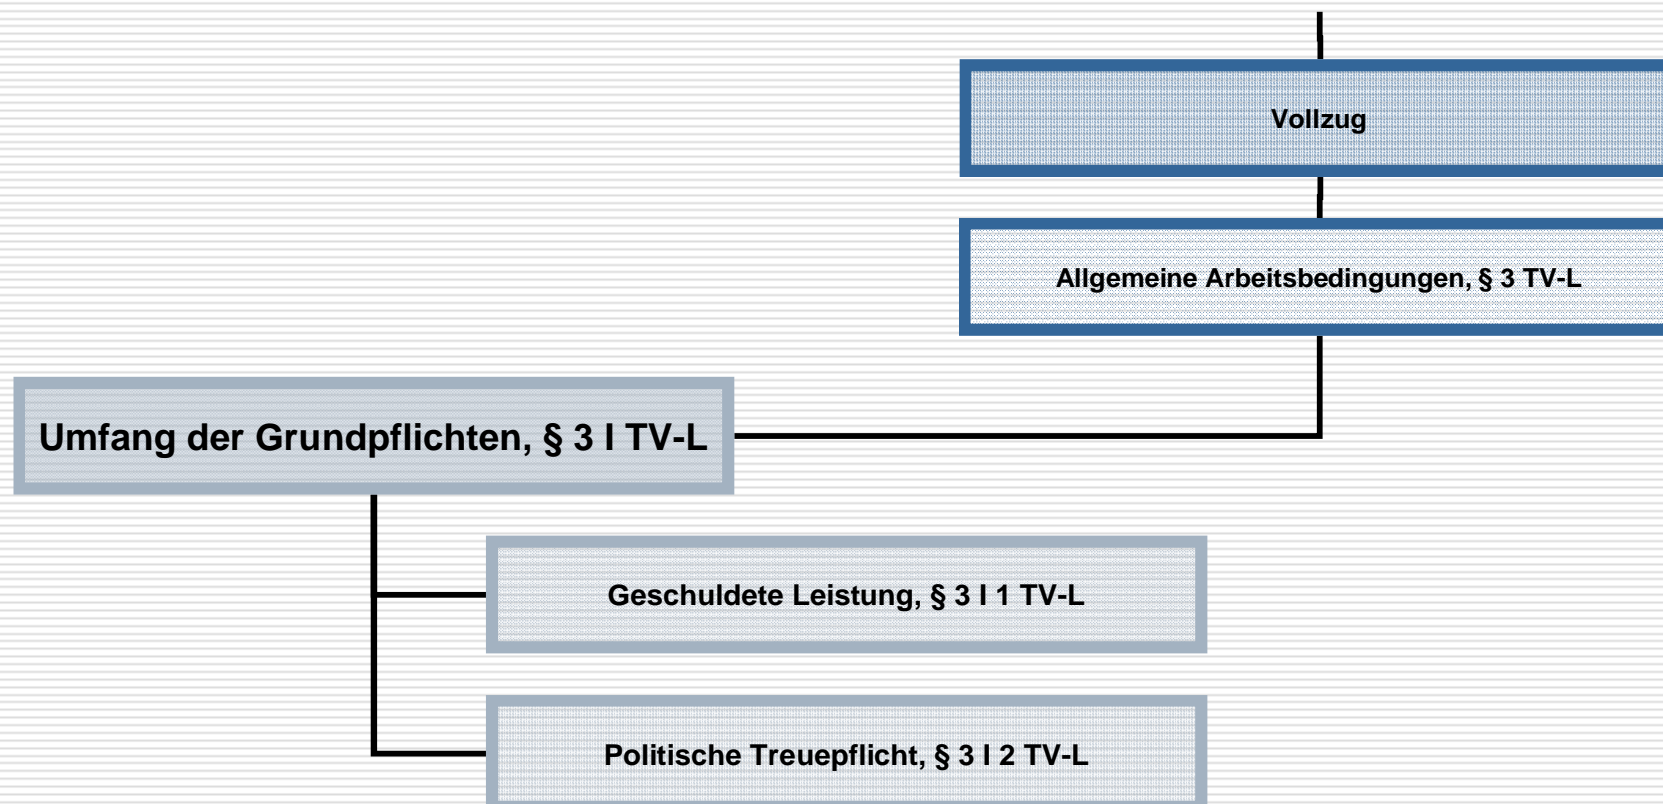 Vollzug
Allgemeine Arbeitsbedingungen, § 3 TV-L
Umfang der Grundpflichten, § 3 I TV-L
Geschuldete Leistung, § 3 I 1 TV-L
Politische Treuepflicht, § 3 I 2 TV-L